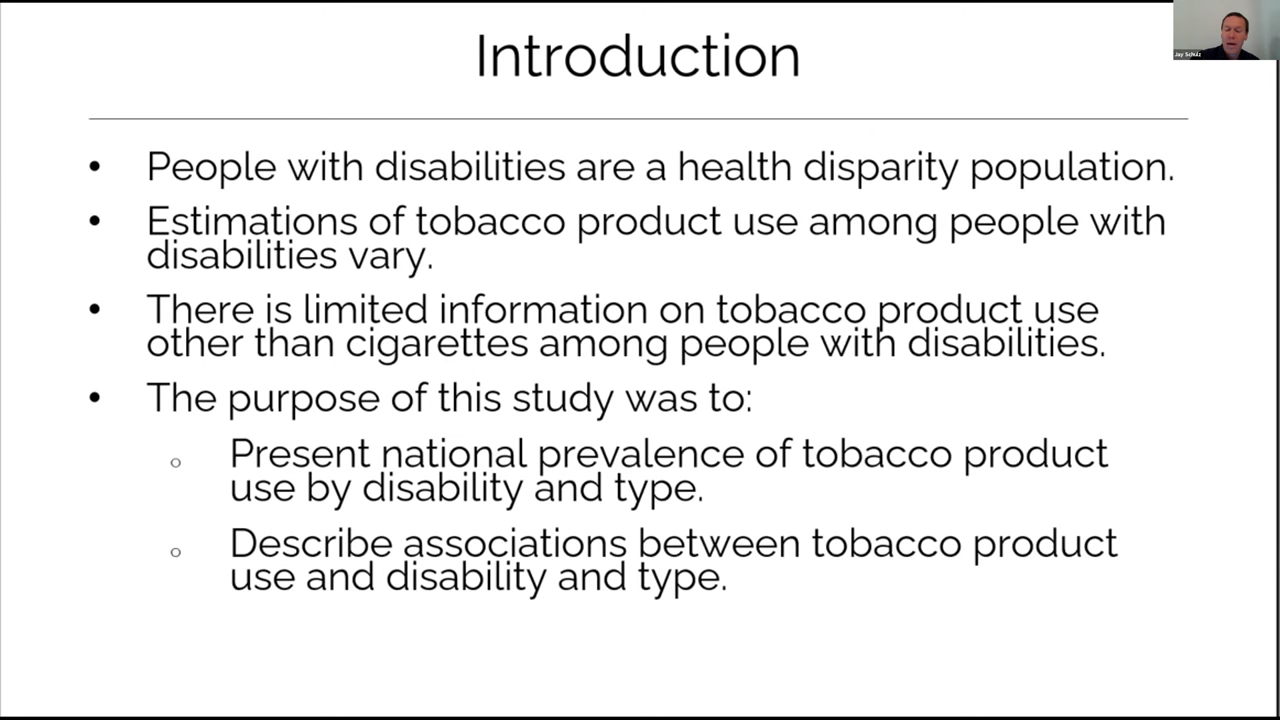 Introduction
Jay Schulz
• People with disabilities are a health disparity population.
• Estimations of tobacco product use among people with
disabilities vary.
• There is limited information on tobacco product use
other than cigarettes among people with disabilities.
• The purpose of this study was to:
o Present national prevalence of tobacco product
use by disability and type.
o Describe associations between tobacco product
use and disability and type.